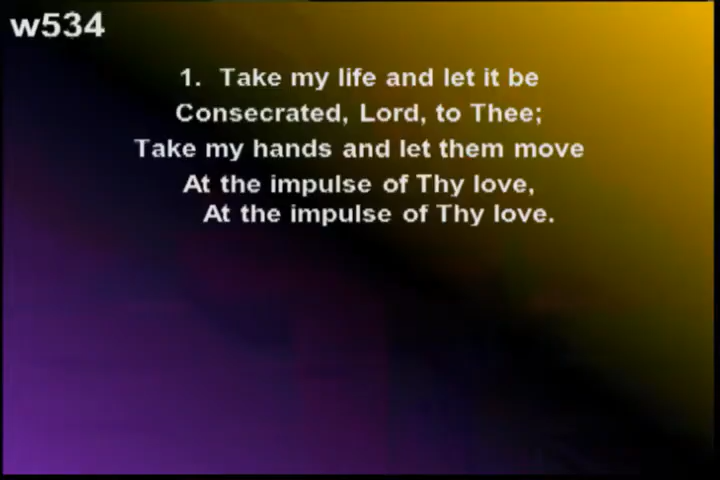 w534
1. Take my life and let it be
Consecrated, Lord, to Thee;
Take my hands and let them move
At the impulse of Thy love,
At the impulse of Thy love.